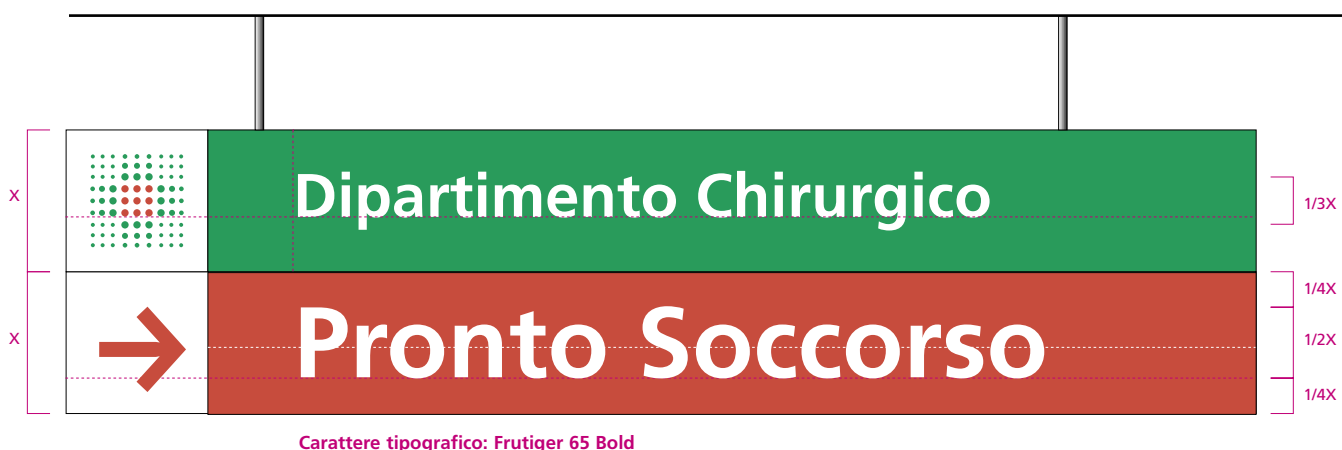 Dipartimento Chirurgico
X
1/3X
Pronto Soccorso
1/4X
X
1/2X
1/4X
Carattere tipografico: Frutiger 65 Bold